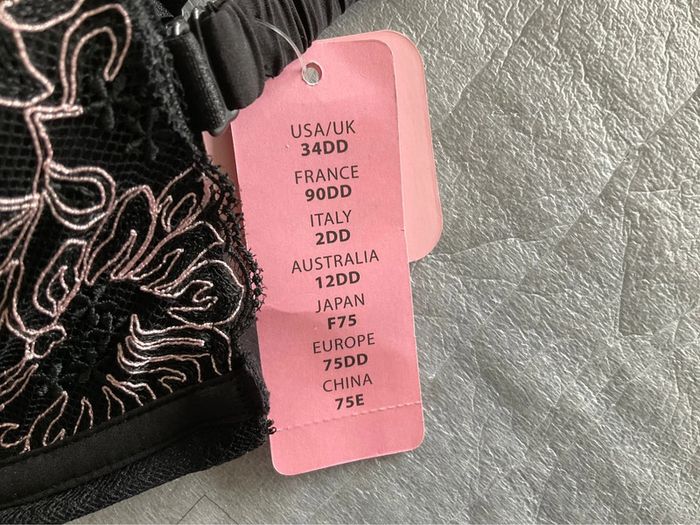 USA/UK
34DD
FRANCE
90DD
ITALY
2DD
AUSTRALIA
12DD
JAPAN
F75
EUROPE
75DD
CHINA
75E